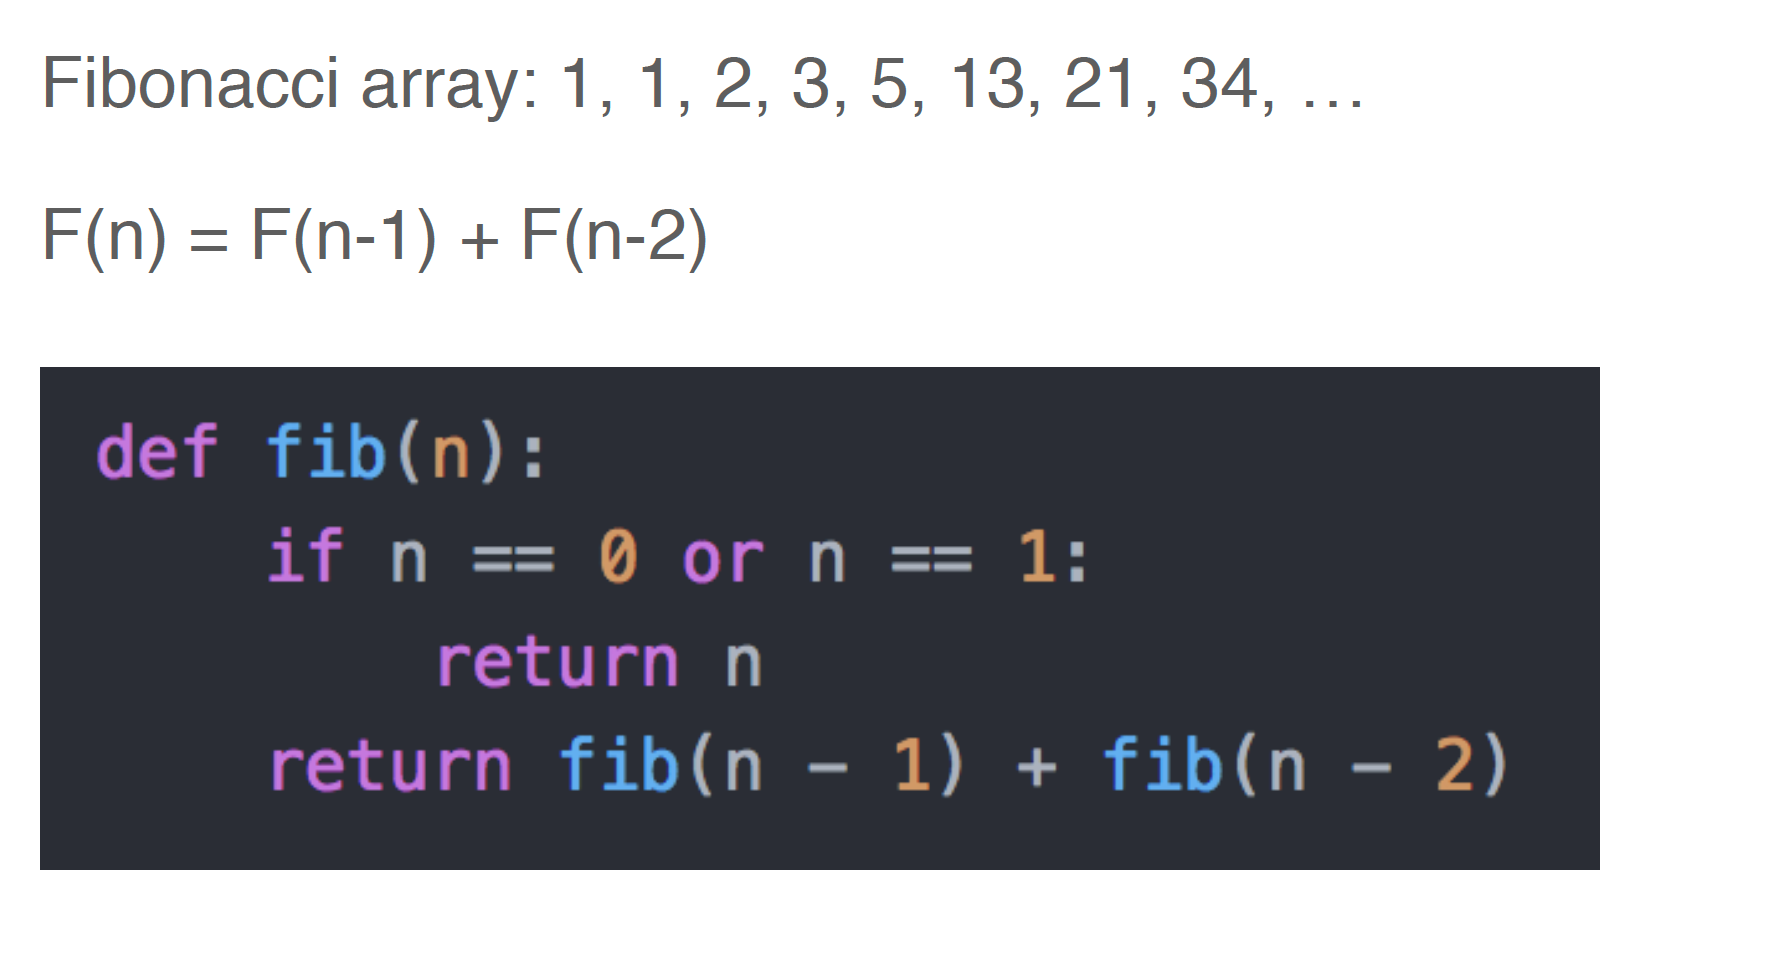 Fibonacci array: 1, 1, 2, 3, 5, 13, 21, 34, …
F(n) = F(n-1) + F(n-2)
def fib(n):
    if n == 0 or n == 1:
        return n
    return fib(n - 1) + fib(n - 2)